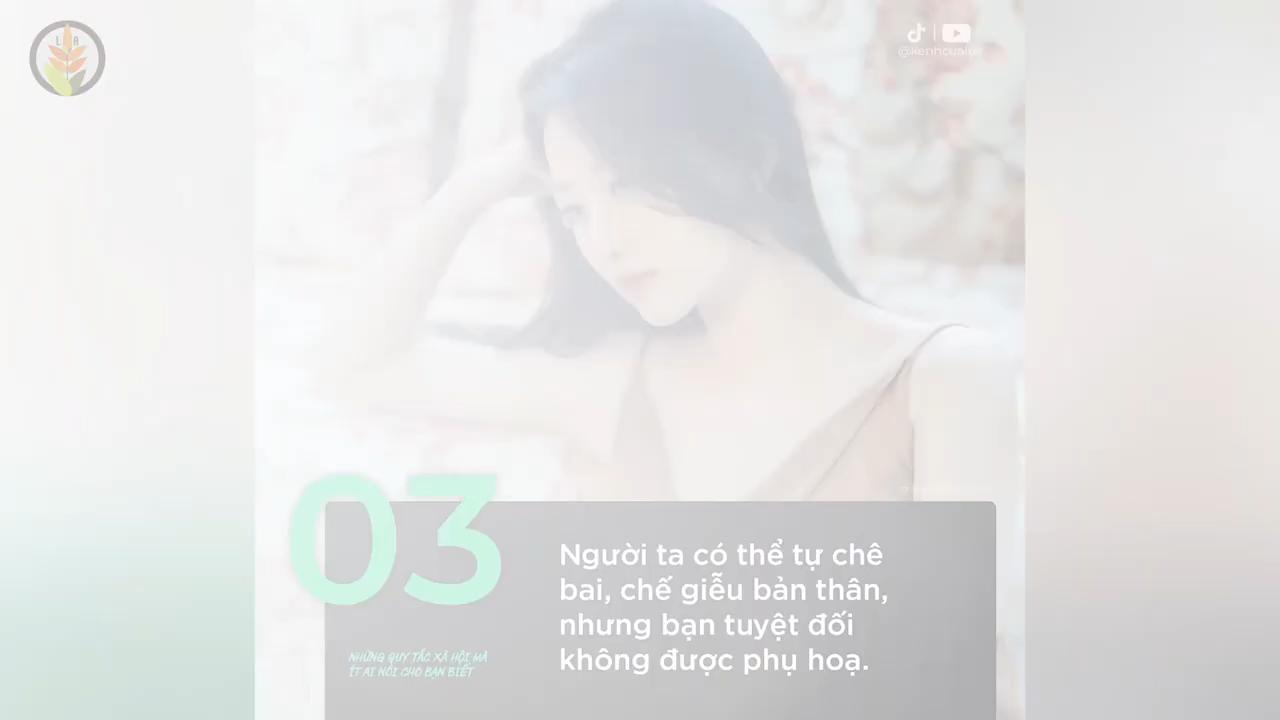 L A
03
Người ta có thể tự chê
bai, chế giễu bản thân,
nhưng bạn tuyệt đối
không được phụ hoạ.
NHỮNG QUY TẮC XÃ HỘI MÀ
ÍT AI NÓI CHO BẠN BIẾT